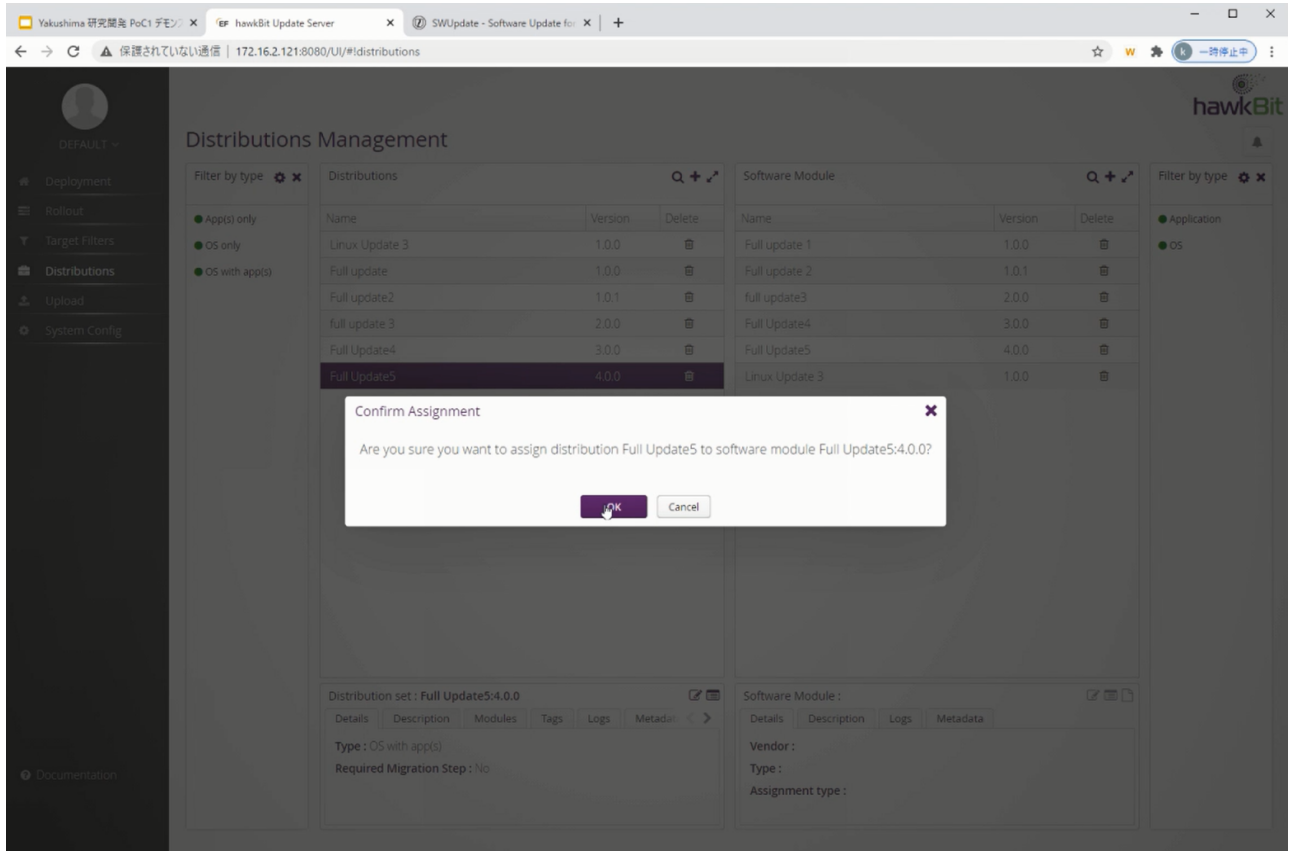 Yakushima 研究開発 PoC1 デモン
EF hawkBit Update Server
SWUpdate - Software Update for
保護されていない通信 | 172.16.2.121:8080/UI/#!distributions
W
k 一時停止中
hawkBit
DEFAULT
Distributions Management
Deployment
Rollout
Target Filters
Distributions
Upload
System Config
Documentation
Filter by type
App(s) only
OS only
OS with app(s)
Distributions
Name Version Delete
Linux Update 3 1.0.0
Full update 1.0.0
Full update2 1.0.1
full update 3 2.0.0
Full Update4 3.0.0
Full Update5 4.0.0
Software Module
Name Version Delete
Full update 1 1.0.0
Full update 2 1.0.1
full update3 2.0.0
Full Update4 3.0.0
Full Update5 4.0.0
Linux Update 3 1.0.0
Filter by type
Application
OS
Confirm Assignment
Are you sure you want to assign distribution Full Update5 to software module Full Update5:4.0.0?
OK Cancel
Distribution set : Full Update5:4.0.0
Details Description Modules Tags Logs Metada
Type : OS with app(s)
Required Migration Step : No
Software Module :
Details Description Logs Metadata
Vendor :
Type :
Assignment type :